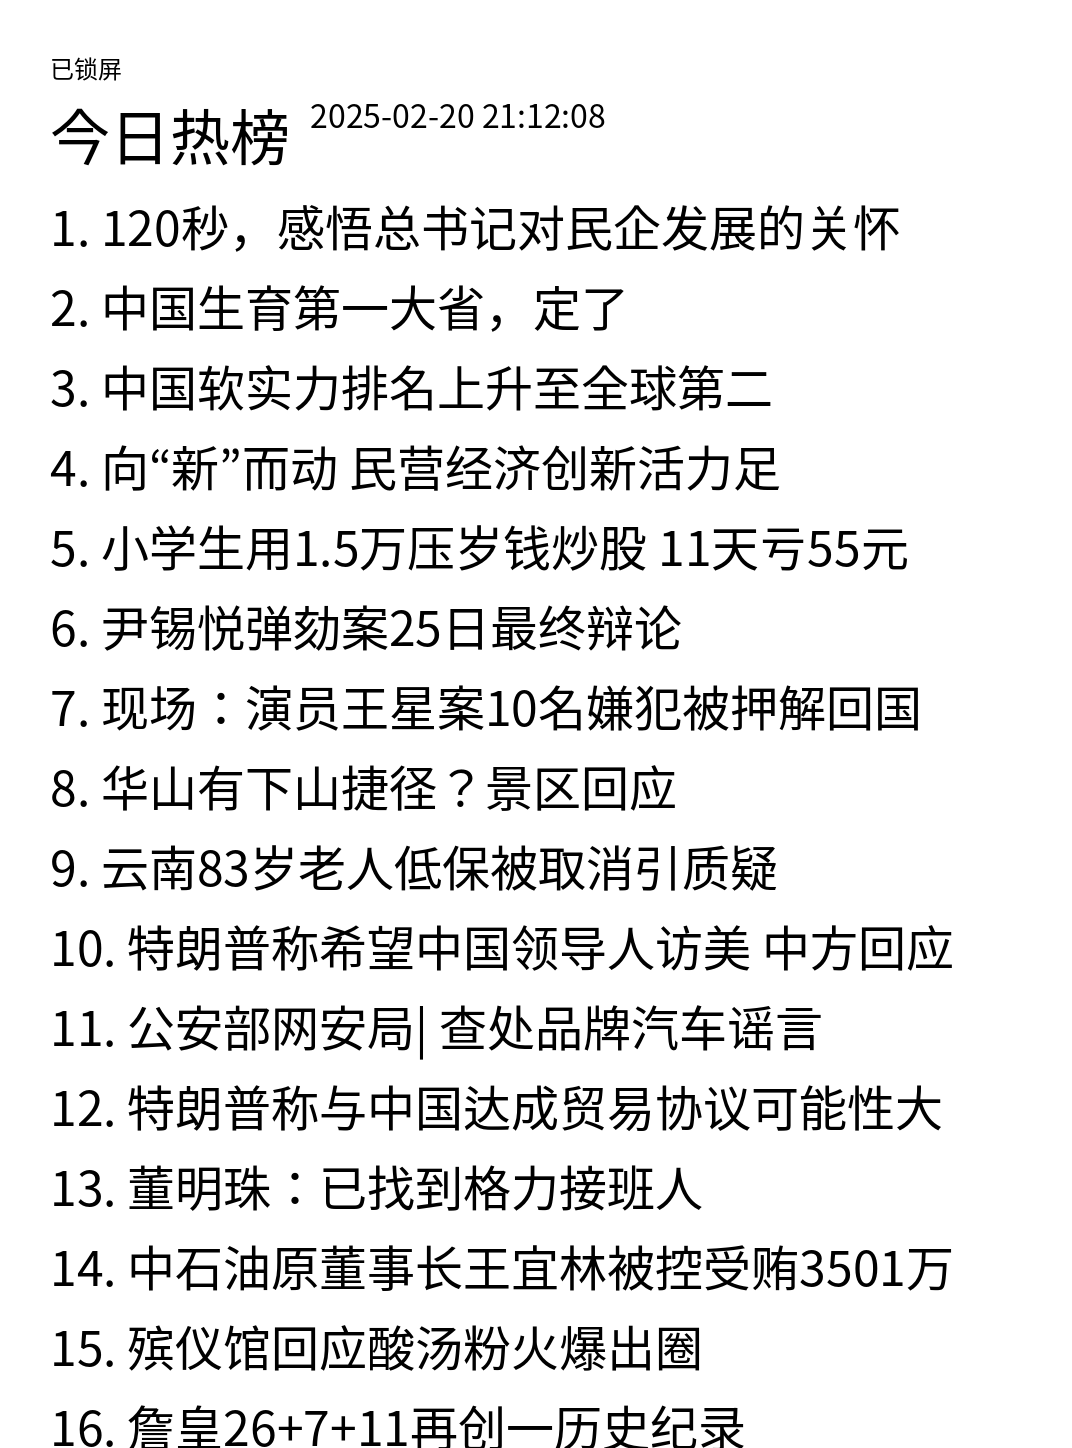 已锁屏
今日热榜 2025-02-20 21:12:08
1. 120秒，感悟总书记对民企发展的关怀
2. 中国生育第一大省，定了
3. 中国软实力排名上升至全球第二
4. 向“新”而动 民营经济创新活力足
5. 小学生用1.5万压岁钱炒股 11天亏55元
6. 尹锡悦弹劾案25日最终辩论
7. 现场：演员王星案10名嫌犯被押解回国
8. 华山有下山捷径？景区回应
9. 云南83岁老人低保被取消引质疑
10. 特朗普称希望中国领导人访美 中方回应
11. 公安部网安局| 查处品牌汽车谣言
12. 特朗普称与中国达成贸易协议可能性大
13. 董明珠：已找到格力接班人
14. 中石油原董事长王宜林被控受贿3501万
15. 殡仪馆回应酸汤粉火爆出圈
16. 詹皇26+7+11再创一历史纪录